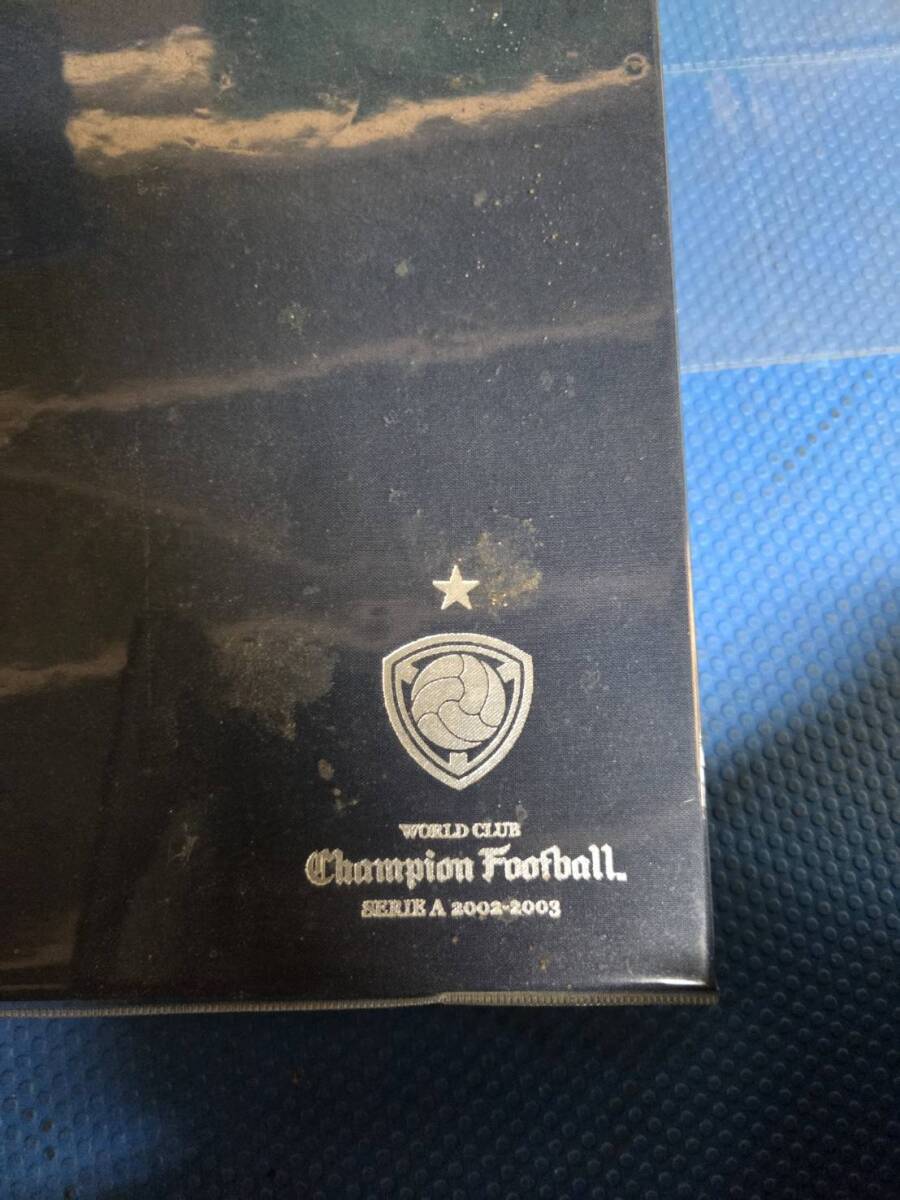 WORLD CLUB
Champion Football.
SERIE A 2002-2003